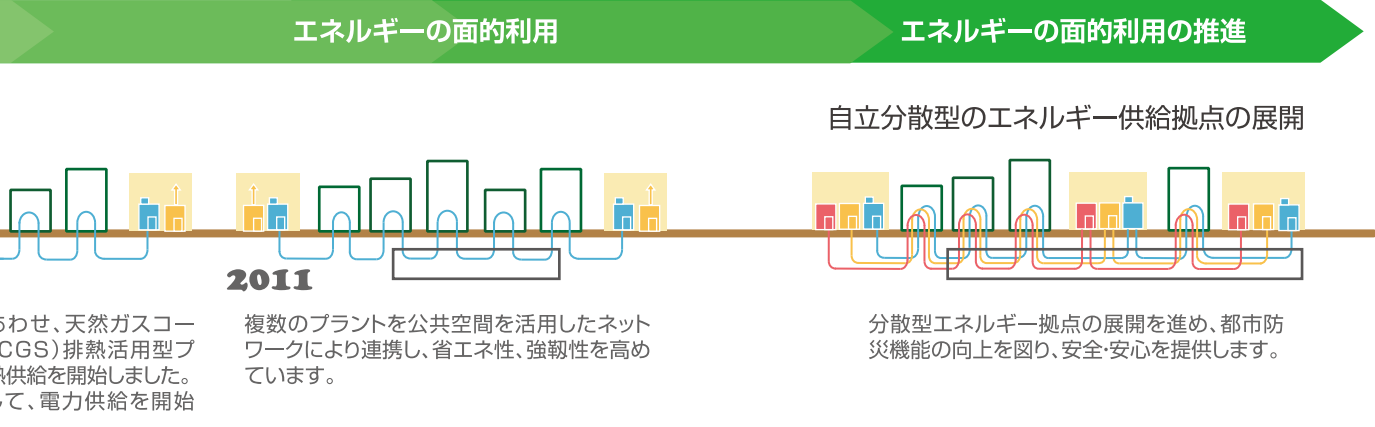 エネルギーの面的利用
エネルギーの面的利用の推進
自立分散型のエネルギー供給拠点の展開
わせ、天然ガスコー
CGS）排熱活用型プ
供給を開始しました。
て、電力供給を開始
2011
複数のプラントを公共空間を活用したネット
ワークにより連携し、省エネ性、強靱性を高め
ています。
分散型エネルギー拠点の展開を進め、都市防
災機能の向上を図り、安全・安心を提供します。